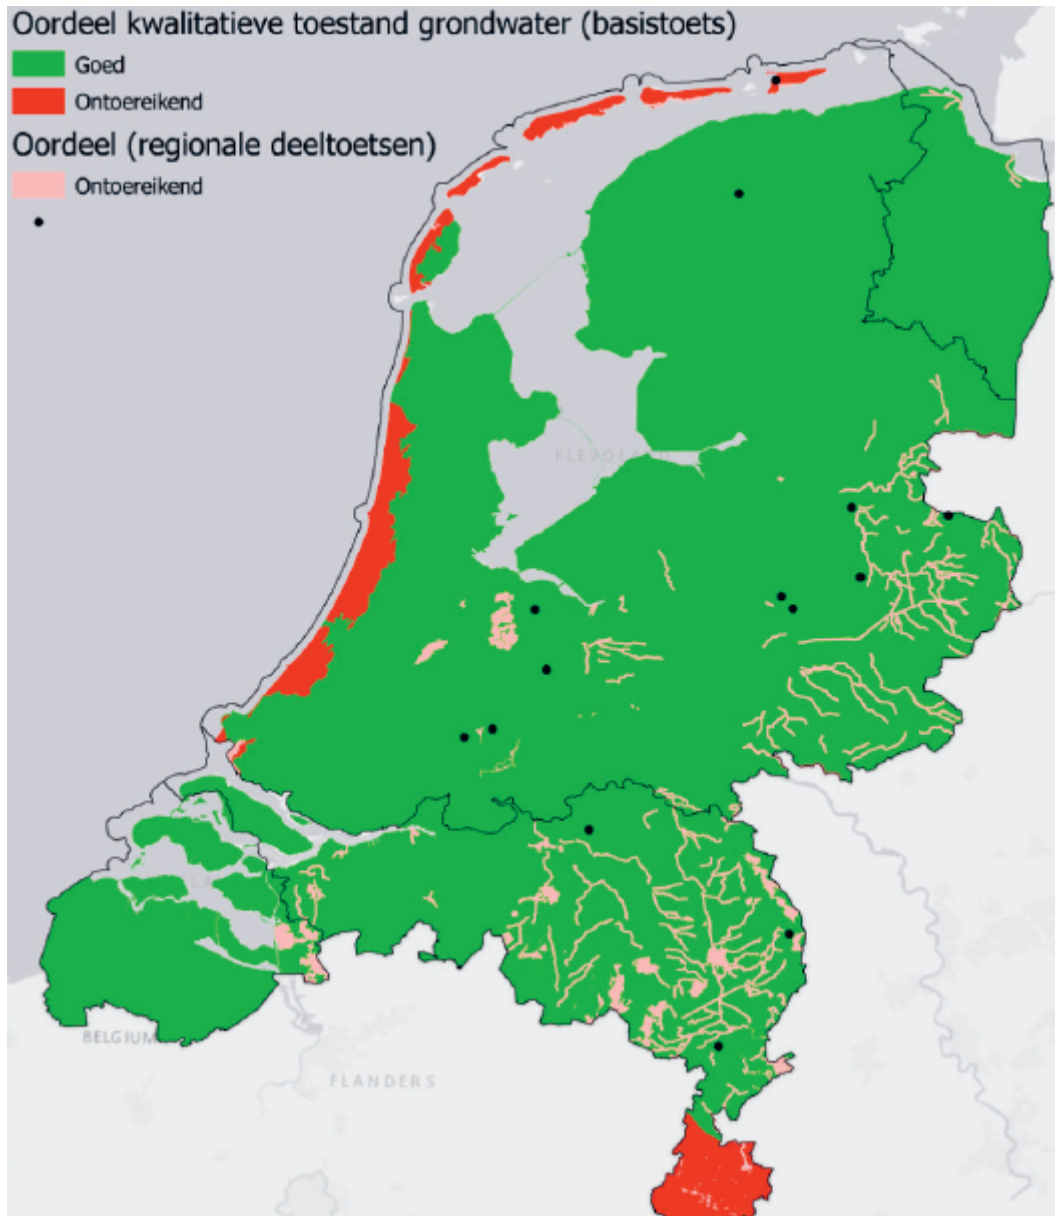 Oordeel kwalitatieve toestand grondwater (basistoets)
Goed
Ontoereikend
Oordeel (regionale deeltoetsen)
Ontoereikend
FLEVOLAND
BELGIUM
FLANDERS